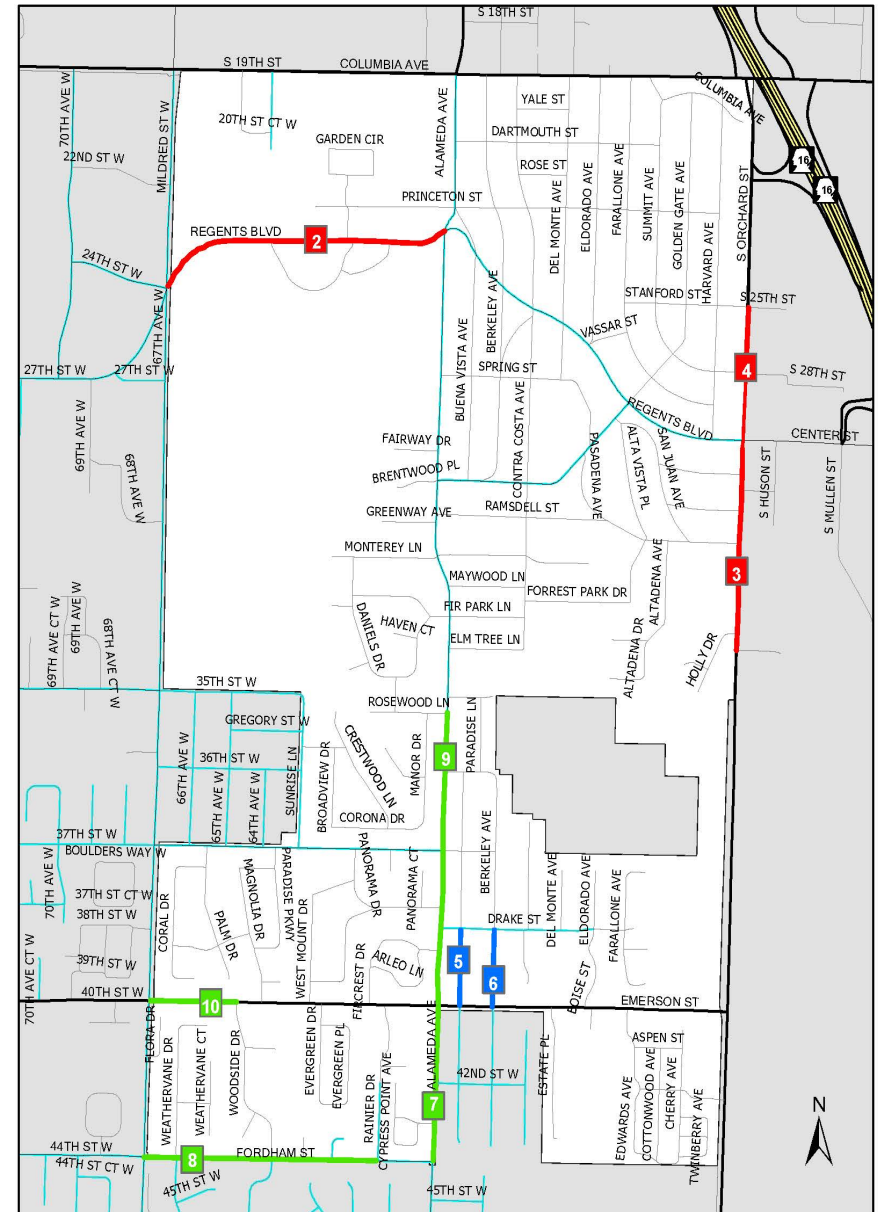 S 18TH ST
S 19TH ST
COLUMBIA AVE
COLUMBIA AVE
70TH AVE W
MILDRED ST W
20TH ST CT W
ALAMEDA AVE
YALE ST
DARTMOUTH ST
GARDEN CIR
22ND ST W
ROSE ST
16
16
PRINCETON ST
DEL MONTE AVE
ELDORADO AVE
FARALLONE AVE
SUMMIT AVE
GOLDEN GATE AVE
HARVARD AVE
S ORCHARD ST
REGENTS BLVD
2
24TH ST W
67TH AVE W
BERKELEY AVE
STANFORD ST
S 25TH ST
VASSAR ST
BUENA VISTA AVE
27TH ST W
27TH ST W
SPRING ST
4
S 28TH ST
69TH AVE W
CONTRA COSTA AVE
REGENTS BLVD
CENTER ST
FAIRWAY DR
PASADENA AVE
ALTA VISTA PL
SAN JUAN AVE
68TH AVE W
BRENTWOOD PL
S HUSON ST
S MULLEN ST
GREENWAY AVE
RAMSDELL ST
MONTEREY LN
MAYWOOD LN
3
FORREST PARK DR
ALTADENA AVE
69TH AVE CT W
69TH AVE W
68TH AVE CT W
DANIELS DR
FIR PARK LN
HAVEN CT
ELM TREE LN
ALTADENA DR
HOLLY DR
35TH ST W
ROSEWOOD LN
GREGORY ST W
CRESTWOOD LN
MANOR DR
PARADISE LN
66TH AVE W
36TH ST W
65TH AVE W
64TH AVE W
SUNRISE LN
BROADVIEW DR
9
CORONA DR
37TH ST W
BOULDERS WAY W
BERKELEY AVE
70TH AVE W
37TH ST CT W
38TH ST W
CORAL DR
PALM DR
MAGNOLIA DR
PARADISE PKWY
WEST MOUNT DR
PANORAMA DR
PANORAMA CT
DEL MONTE AVE
ELDORADO AVE
FARALLONE AVE
DRAKE ST
39TH ST W
ARLEO LN
5
6
FIRCREST DR
BOISE ST
70TH AVE CT W
40TH ST W
10
EMERSON ST
FLORA DR
WEATHERVANE DR
WEATHERVANE CT
WOODSIDE DR
EVERGREEN DR
EVERGREEN PL
RAINIER DR
CYPRESS POINT AVE
ALAMEDA AVE
42ND ST W
ESTATE PL
ASPEN ST
EDWARDS AVE
COTTONWOOD AVE
CHERRY AVE
TWINBERRY AVE
7
N
44TH ST W
44TH ST CT W
8
FORDHAM ST
45TH ST W
45TH ST W